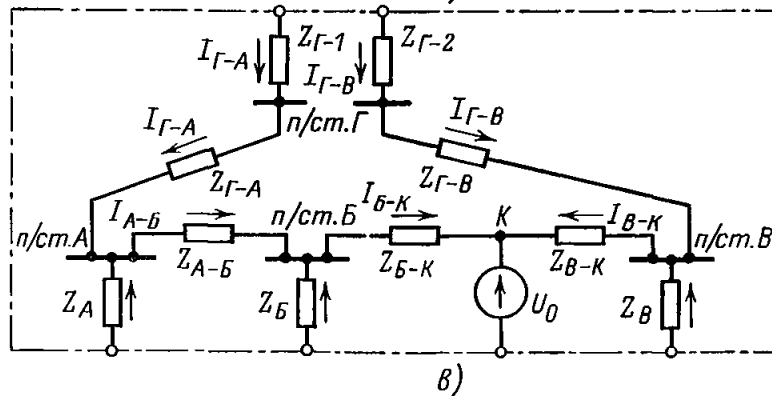 I_Г–А Z_Г–1 I_Г–В Z_Г–2
I_Г–А п/ст.Г I_Г–В
Z_Г–А Z_Г–В
п/ст.А I_А–Б п/ст.Б I_Б–К К I_В–К п/ст.В
Z_А Z_А–Б Z_Б Z_Б–К U_0 Z_В–К Z_В
в)